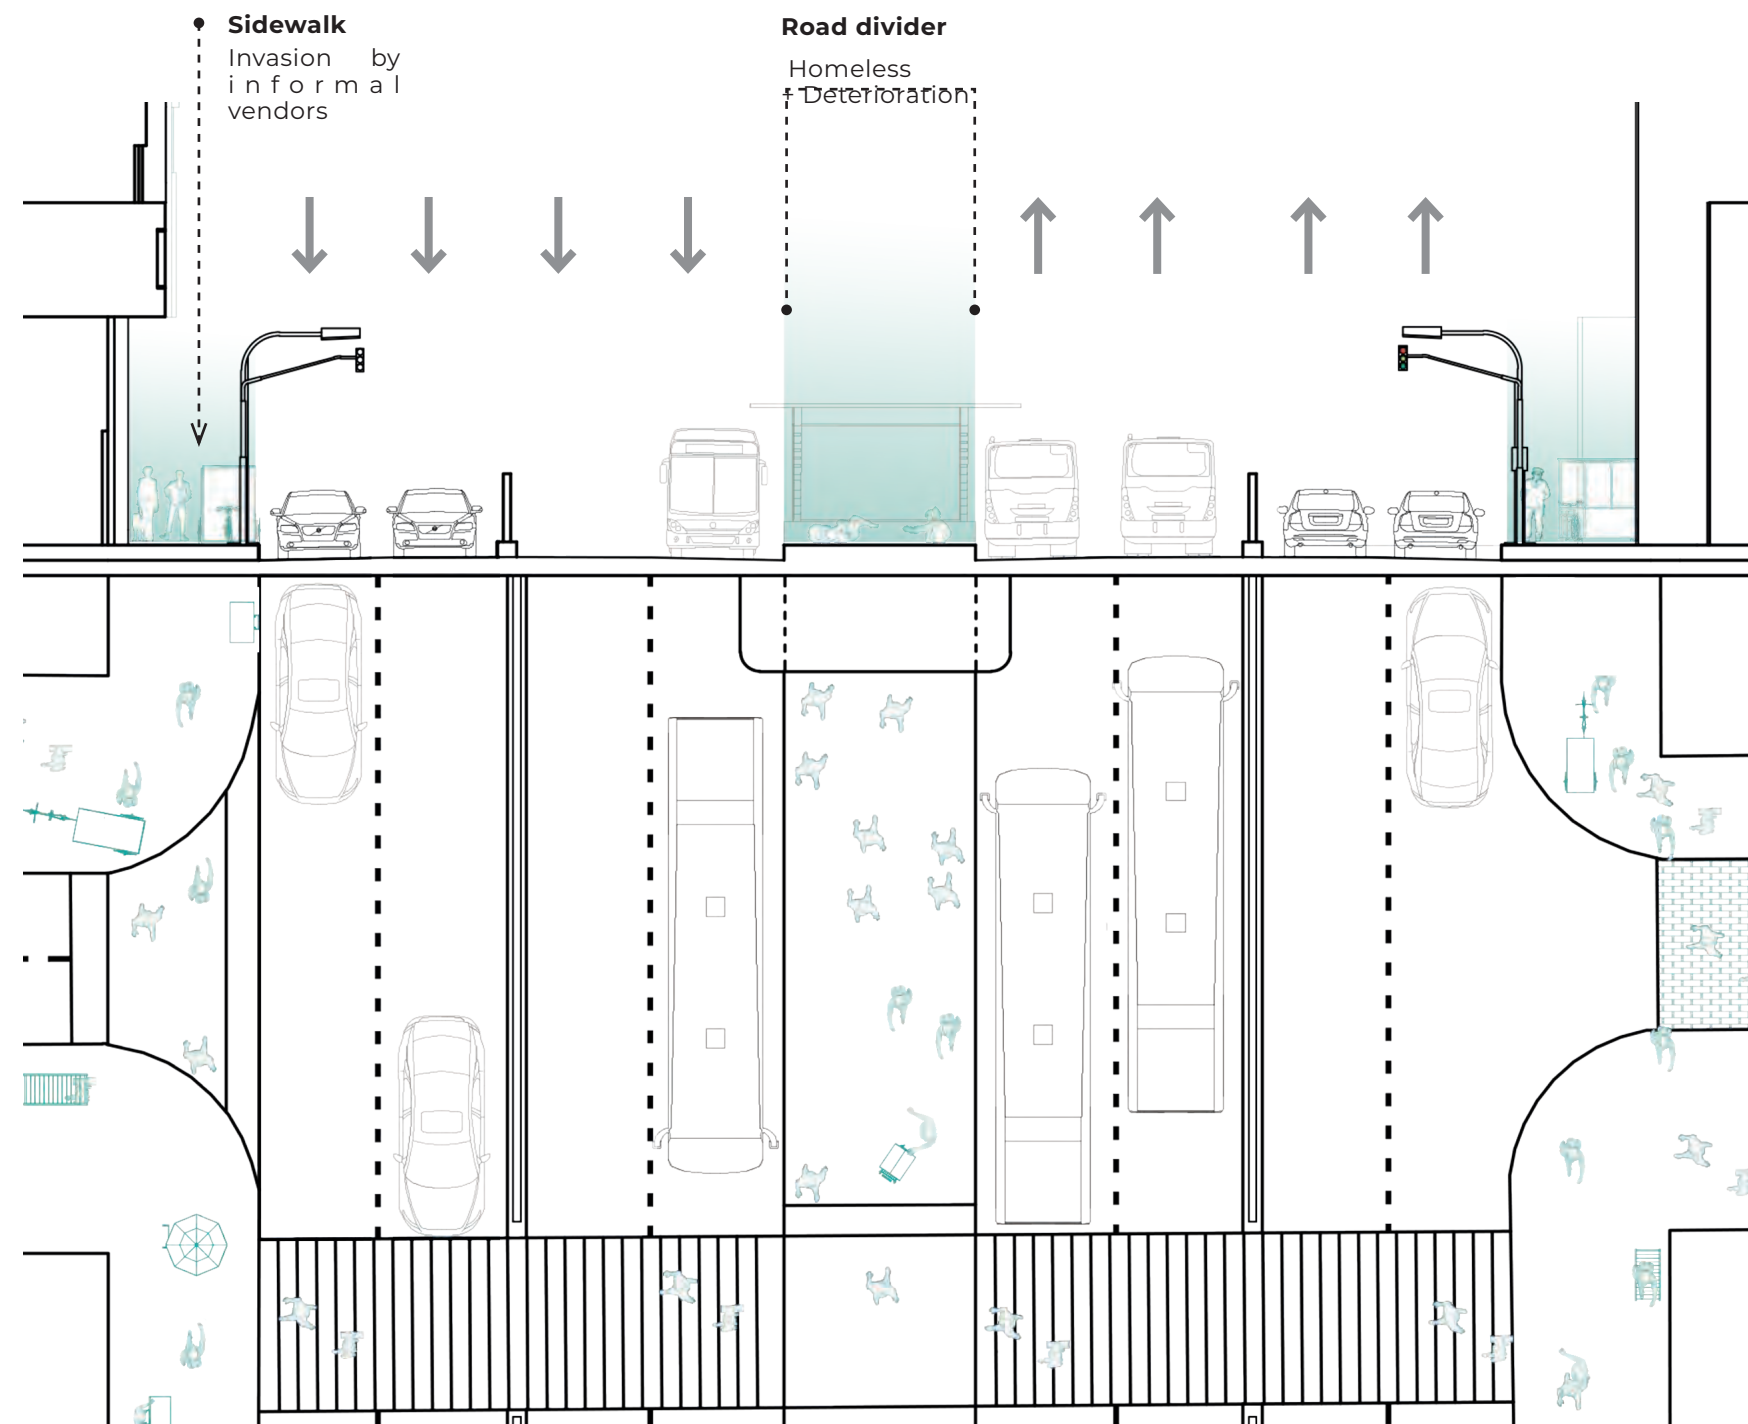 Sidewalk
Invasion by
informal
vendors
Road divider
Homeless
+ Deterioration